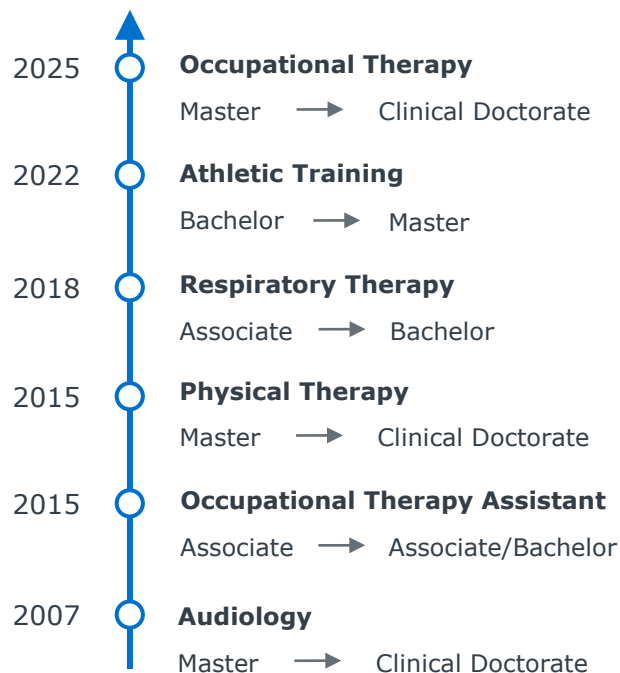 2025 Occupational Therapy
Master → Clinical Doctorate
2022 Athletic Training
Bachelor → Master
2018 Respiratory Therapy
Associate → Bachelor
2015 Physical Therapy
Master → Clinical Doctorate
2015 Occupational Therapy Assistant
Associate → Associate/Bachelor
2007 Audiology
Master → Clinical Doctorate